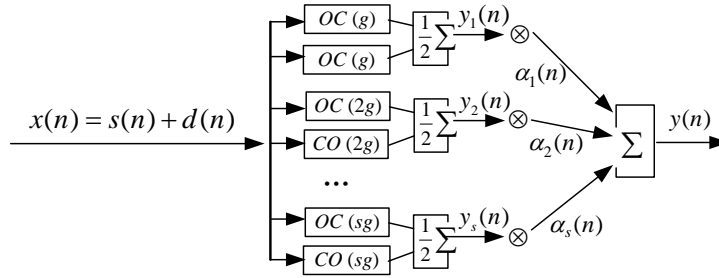 OC (g)
OC (g)
1/2 ∑
y₁(n)
⊗
α₁(n)
x(n) = s(n) + d(n)
OC (2g)
CO (2g)
1/2 ∑
y₂(n)
⊗
α₂(n)
∑
y(n)
...
OC (sg)
CO (sg)
1/2 ∑
yₛ(n)
⊗
αₛ(n)